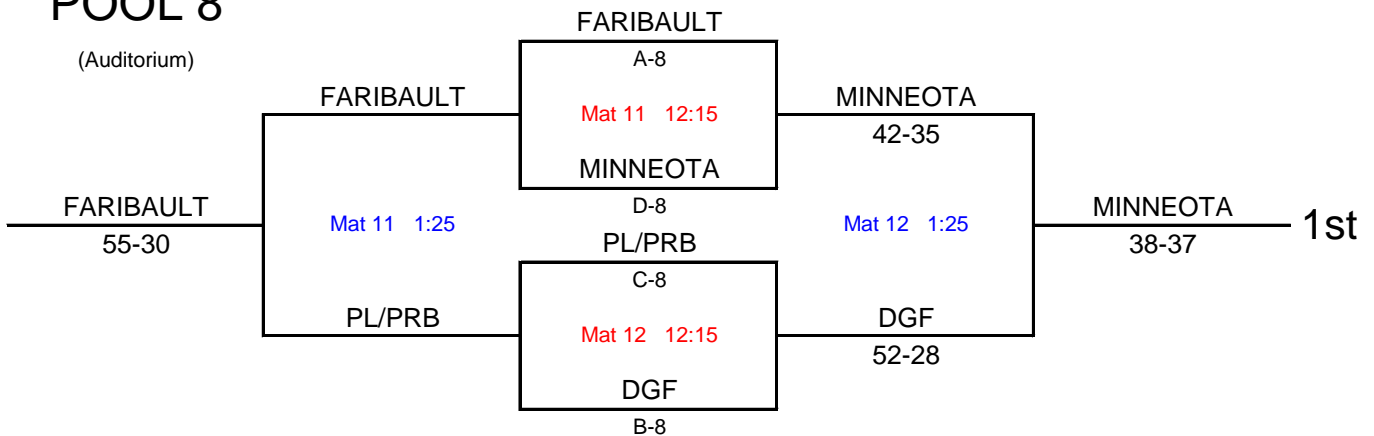 POOL 8
(Auditorium)
FARIBAULT
A-8
FARIBAULT
Mat 11 12:15
MINNEOTA
42-35
MINNEOTA
D-8
FARIBAULT
55-30
Mat 11 1:25
Mat 12 1:25
MINNEOTA
38-37
1st
PL/PRB
C-8
PL/PRB
Mat 12 12:15
DGF
52-28
DGF
B-8